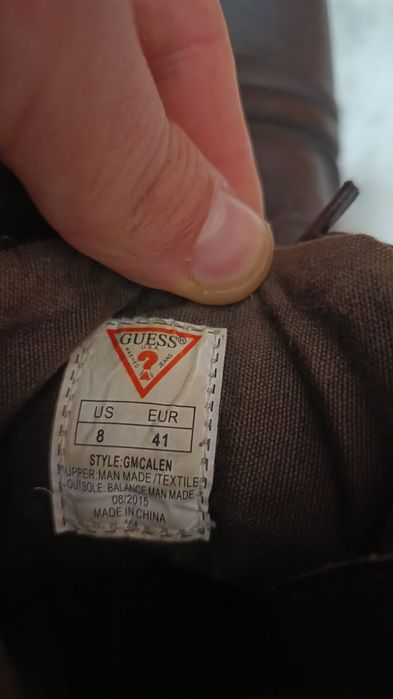 GUESS®
U.S.A.
WASHED JEANS
?
US EUR
8 41
STYLE:GMCALEN
UPPER:MAN MADE/TEXTILE
OUTSOLE: BALANCE MAN MADE
08/2015
MADE IN CHINA